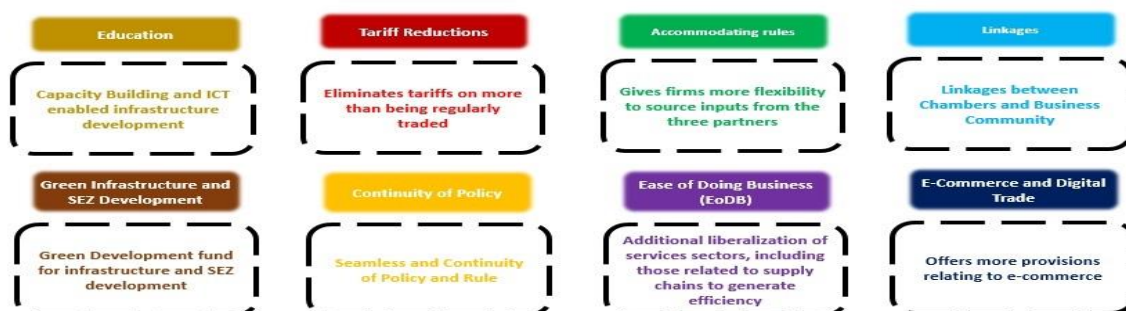 Education
Capacity Building and ICT
enabled infrastructure
development
Tariff Reductions
Eliminates tariffs on more
than being regularly
traded
Accommodating rules
Gives firms more flexibility
to source inputs from the
three partners
Linkages
Linkages between
Chambers and Business
Community
Green Infrastructure and
SEZ Development
Green Development fund
for infrastructure and SEZ
development
Continuity of Policy
Seamless and Continuity
of Policy and Rule
Ease of Doing Business
(EoDB)
Additional liberalization of
services sectors, including
those related to supply
chains to generate
efficiency
E-Commerce and Digital
Trade
Offers more provisions
relating to e-commerce